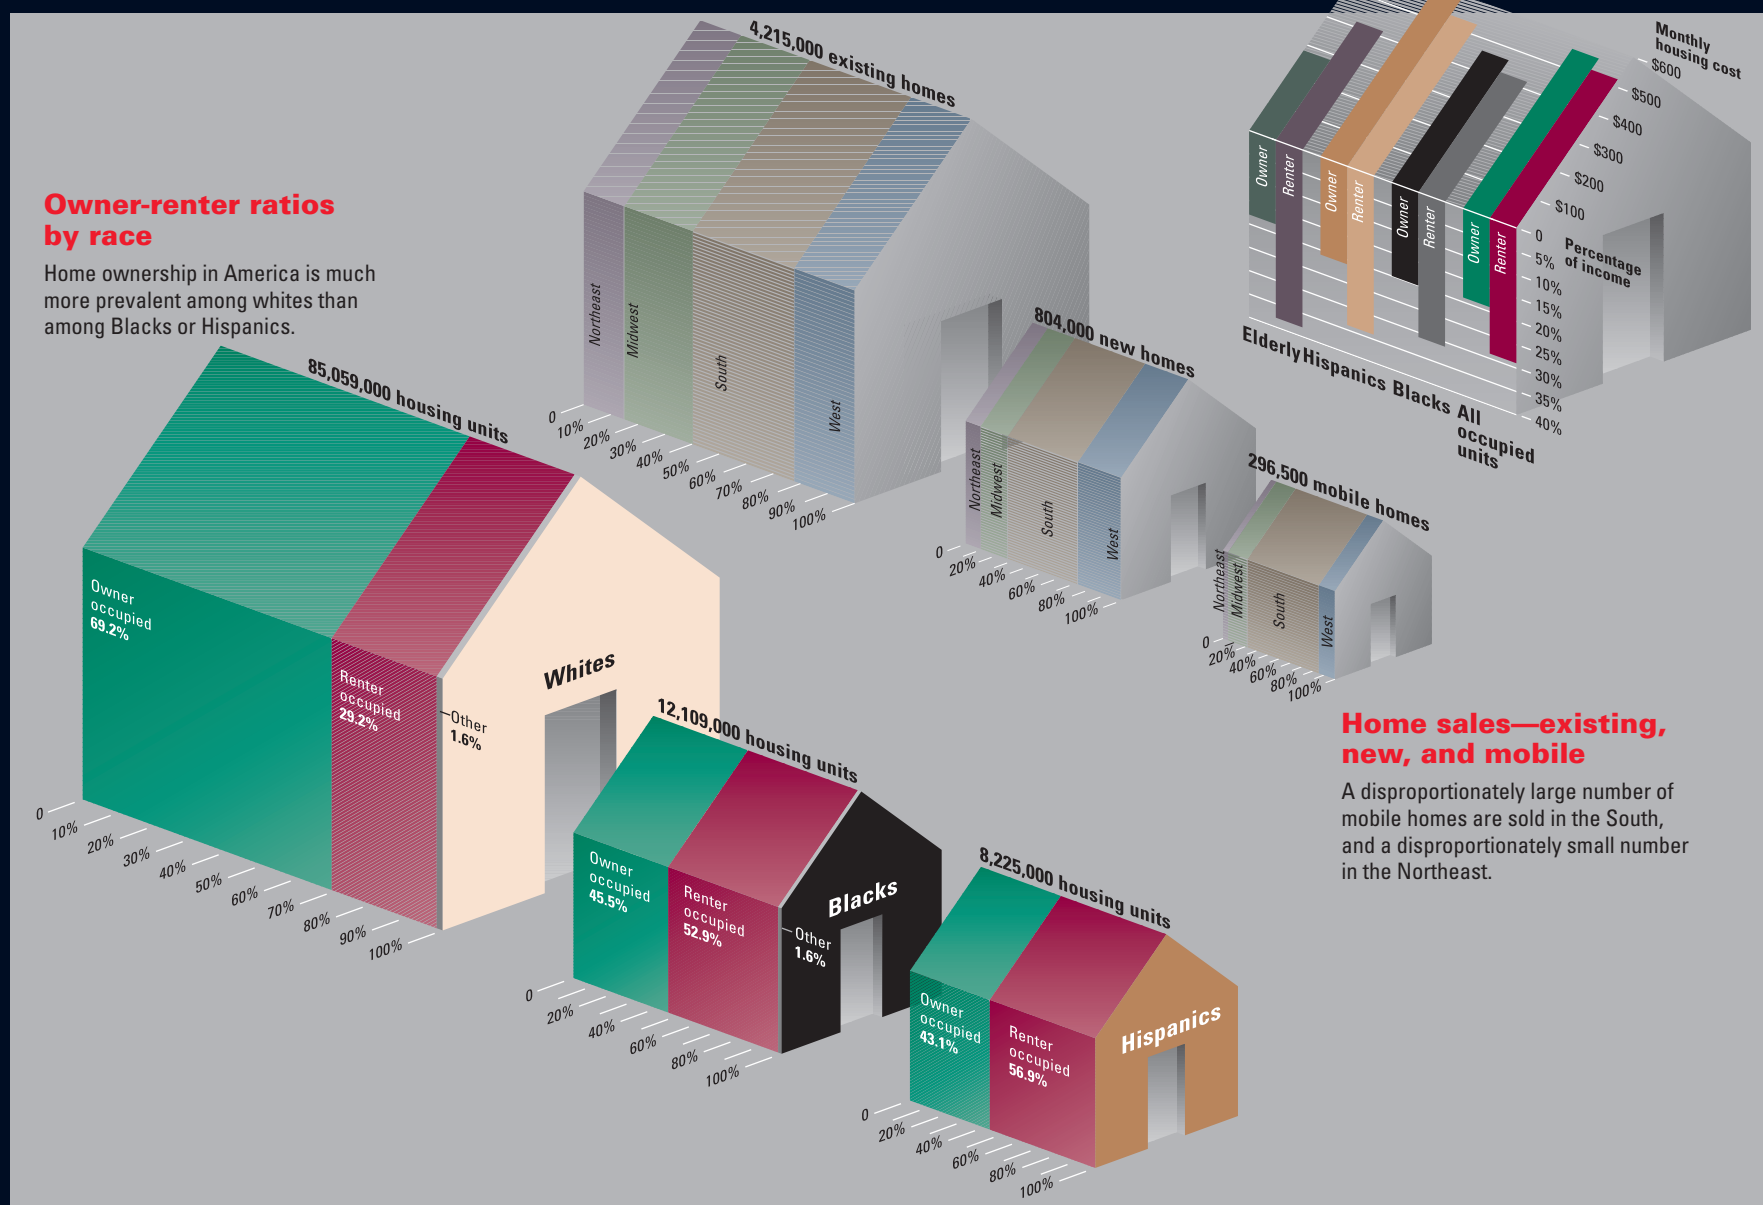 Owner-renter ratios
by race
Home ownership in America is much
more prevalent among whites than
among Blacks or Hispanics.
85,059,000 housing units
Owner
occupied
69.2%
Renter
occupied
29.2%
Other
1.6%
Whites
0
10%
20%
30%
40%
50%
60%
70%
80%
90%
100%
12,109,000 housing units
Owner
occupied
45.5%
Renter
occupied
52.9%
Other
1.6%
Blacks
0
20%
40%
60%
80%
100%
8,225,000 housing units
Owner
occupied
43.1%
Renter
occupied
56.9%
Hispanics
0
20%
40%
60%
80%
100%
4,215,000 existing homes
Northeast
Midwest
South
West
0
10%
20%
30%
40%
50%
60%
70%
80%
90%
100%
804,000 new homes
Northeast
Midwest
South
West
0
20%
40%
60%
80%
100%
296,500 mobile homes
Northeast
Midwest
South
West
0
20%
40%
60%
80%
100%
Home sales—existing,
new, and mobile
A disproportionately large number of
mobile homes are sold in the South,
and a disproportionately small number
in the Northeast.
Monthly
housing cost
$600
$500
$400
$300
$200
$100
0
Percentage
of income
5%
10%
15%
20%
25%
30%
35%
40%
Owner
Renter
Owner
Renter
Owner
Renter
Owner
Renter
Elderly
Hispanics
Blacks
All
occupied
units